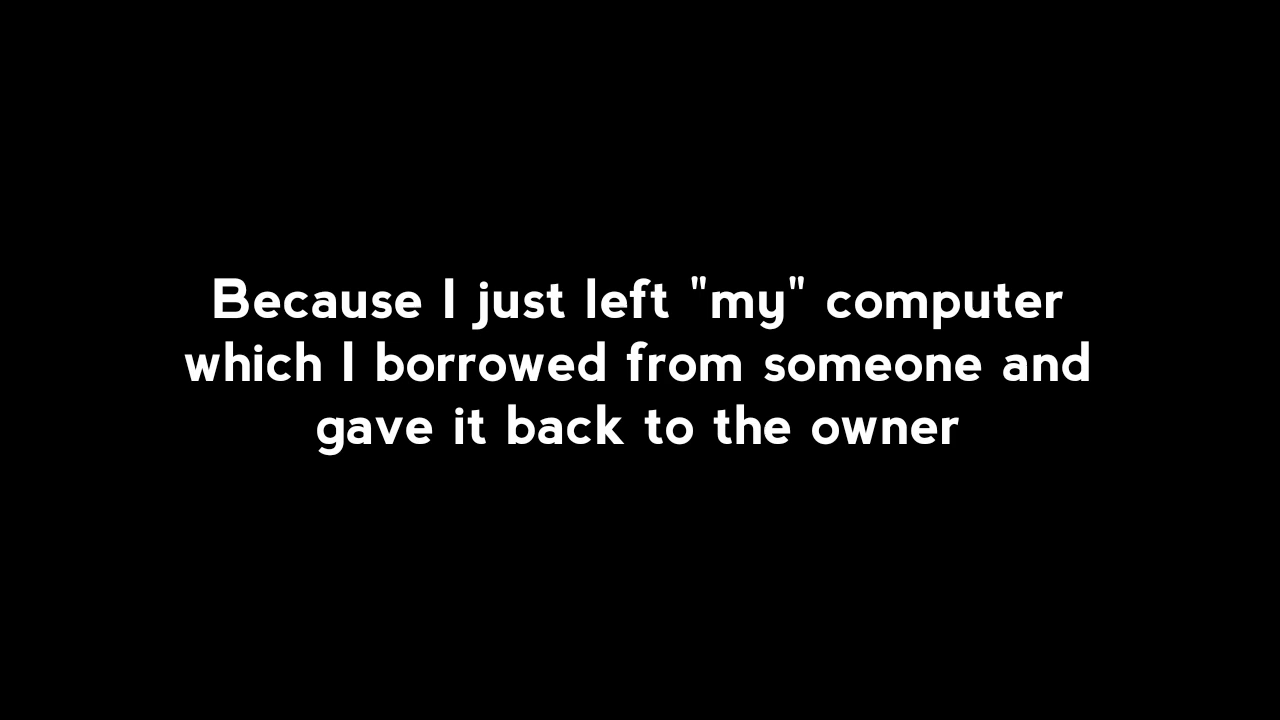 Because I just left "my" computer
which I borrowed from someone and
gave it back to the owner